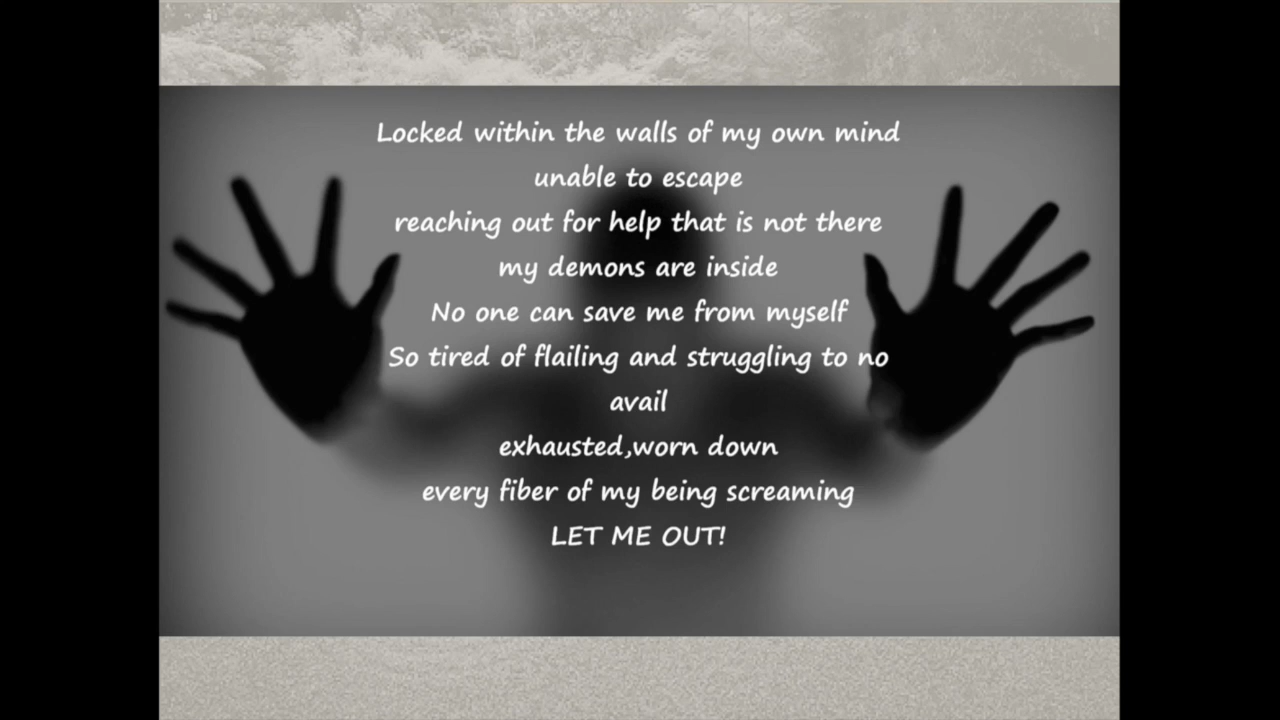 Locked within the walls of my own mind
unable to escape
reaching out for help that is not there
my demons are inside
No one can save me from myself
So tired of flailing and struggling to no
avail
exhausted,worn down
every fiber of my being screaming
LET ME OUT!